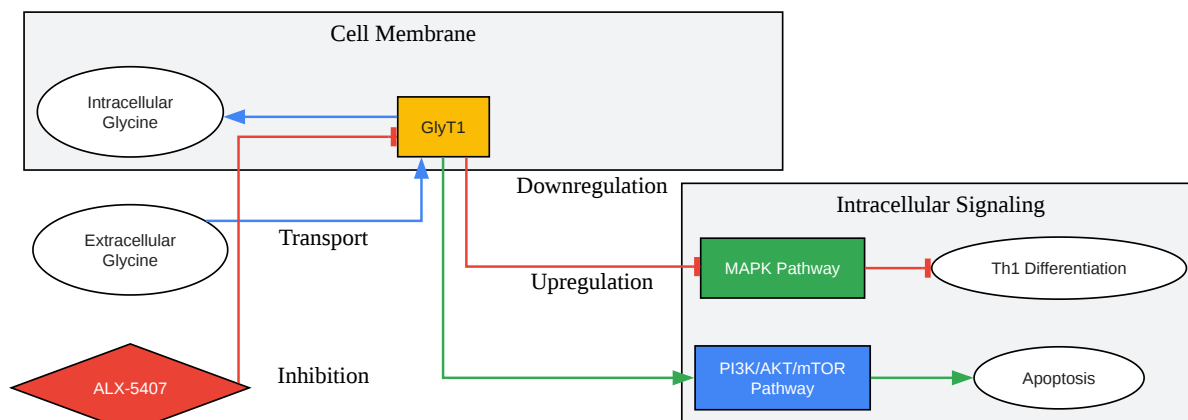 Cell Membrane
Intracellular
Glycine
GlyT1
Downregulation
Intracellular Signaling
Extracellular
Glycine
Transport
MAPK Pathway
Th1 Differentiation
Upregulation
PI3K/AKT/mTOR
Pathway
Apoptosis
ALX-5407
Inhibition